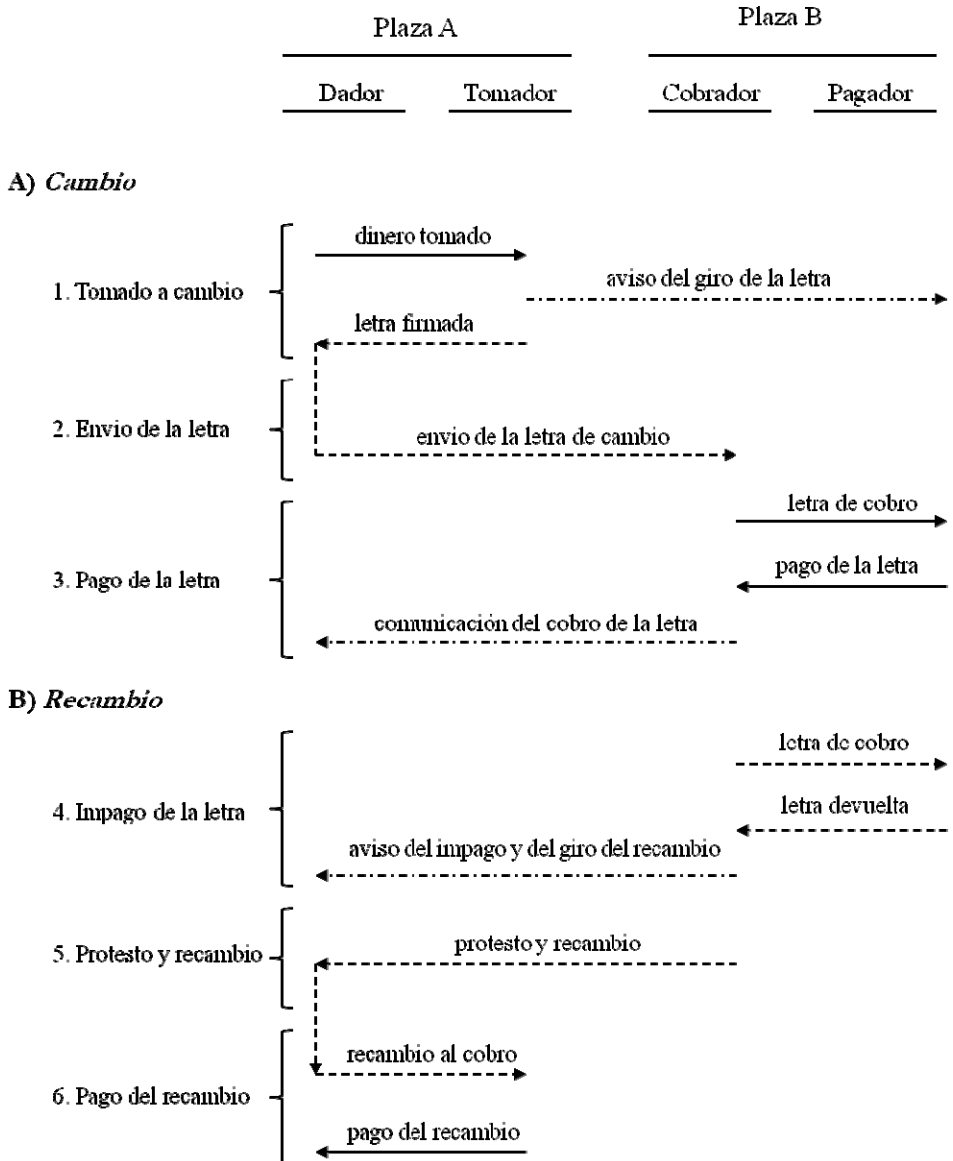 Plaza A
Plaza B
Dador
Tomador
Cobrador
Pagador
A) Cambio
dinero tomado
1. Tomado a cambio
aviso del giro de la letra
letra firmada
2. Envio de la letra
envio de la letra de cambio
letra de cobro
3. Pago de la letra
pago de la letra
comunicación del cobro de la letra
B) Recambio
letra de cobro
4. Impago de la letra
letra devuelta
aviso del impago y del giro del recambio
5. Protesto y recambio
protesto y recambio
recambio al cobro
6. Pago del recambio
pago del recambio